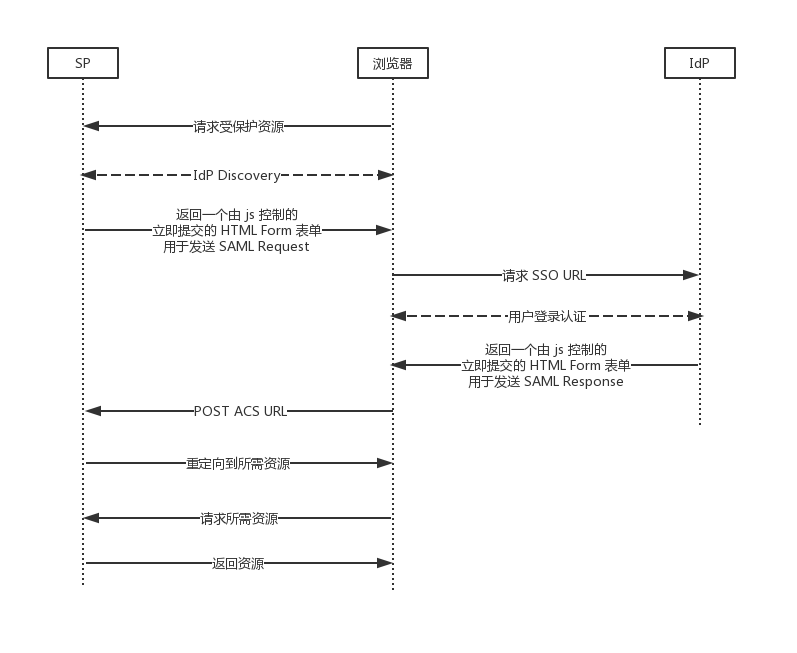 SP
浏览器
IdP
请求受保护资源
IdP Discovery
返回一个由 js 控制的
立即提交的 HTML Form 表单
用于发送 SAML Request
请求 SSO URL
用户登录认证
返回一个由 js 控制的
立即提交的 HTML Form 表单
用于发送 SAML Response
POST ACS URL
重定向到所需资源
请求所需资源
返回资源